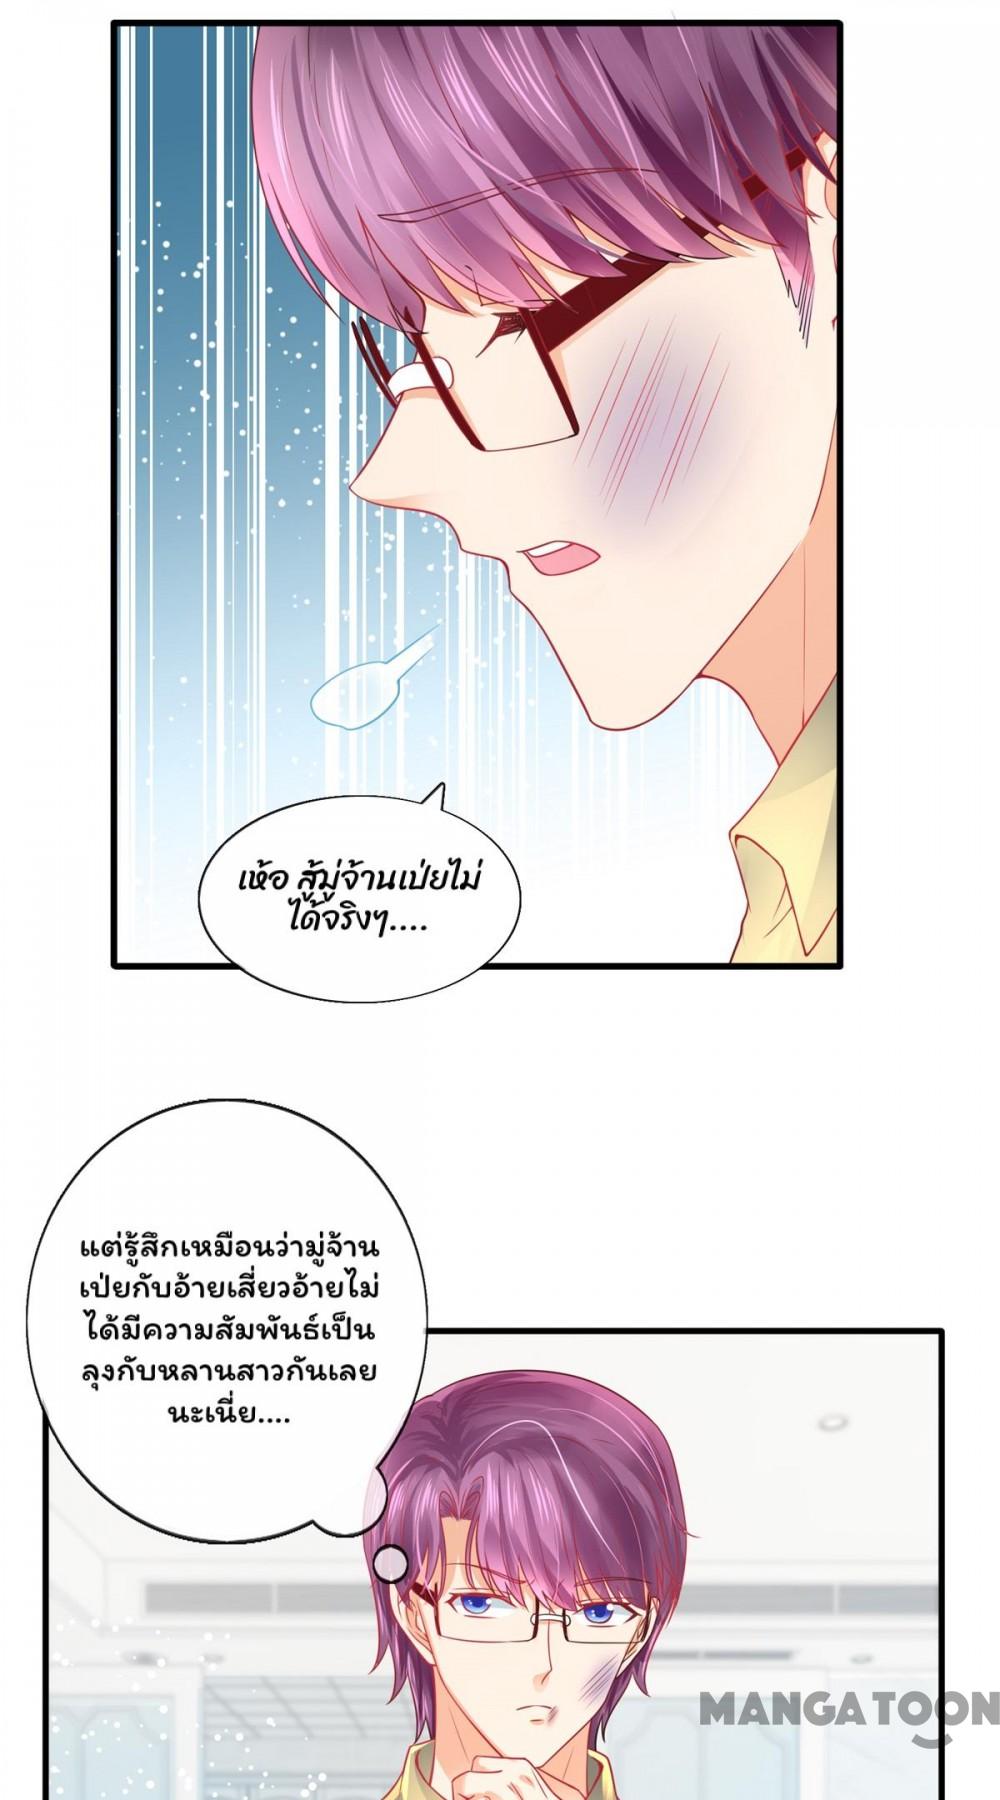 เห้อ สู้มู่จ้านเป่ยไม่
ได้จริงๆ....
แต่รู้สึกเหมือนว่ามู่จ้าน
เป่ยกับอ้ายเสี่ยวอ้ายไม่
ได้มีความสัมพันธ์เป็น
ลุงกับหลานสาวกันเลย
นะเนี่ย....
MANGATOON